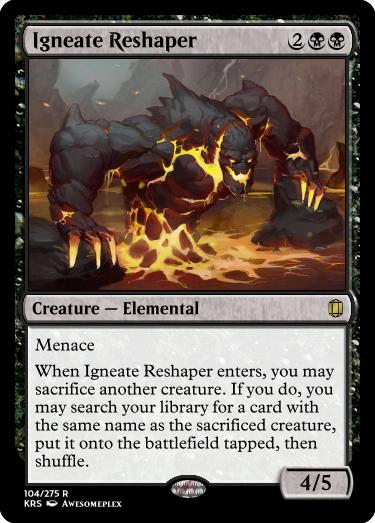 Igneate Reshaper 2
Creature — Elemental
Menace
When Igneate Reshaper enters, you may
sacrifice another creature. If you do, you
may search your library for a card with
the same name as the sacrificed creature,
put it onto the battlefield tapped, then
shuffle.
4/5
104/275 R
KRS Awesomeplex